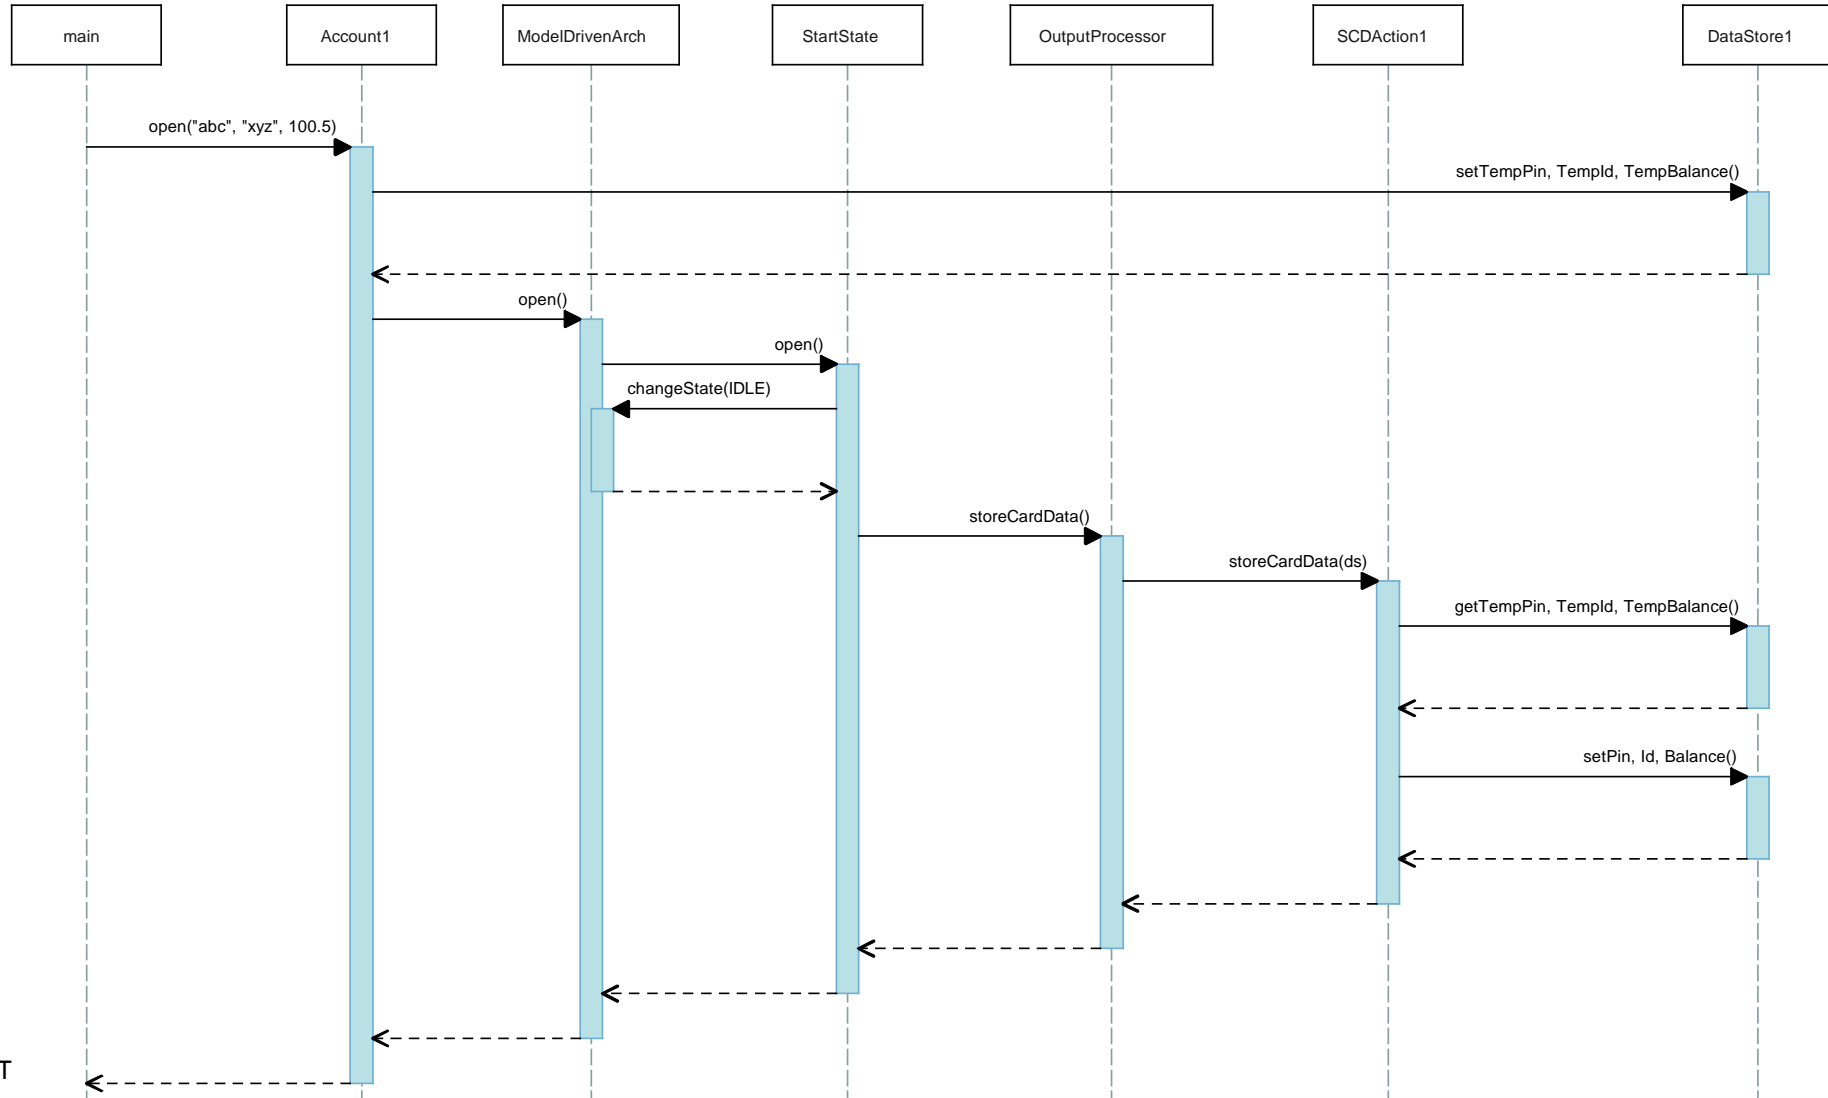 main
Account1
ModelDrivenArch
StartState
OutputProcessor
SCDAction1
DataStore1
open("abc", "xyz", 100.5)
setTempPin, TempId, TempBalance()
open()
open()
changeState(IDLE)
storeCardData()
storeCardData(ds)
getTempPin, TempId, TempBalance()
setPin, Id, Balance()
T